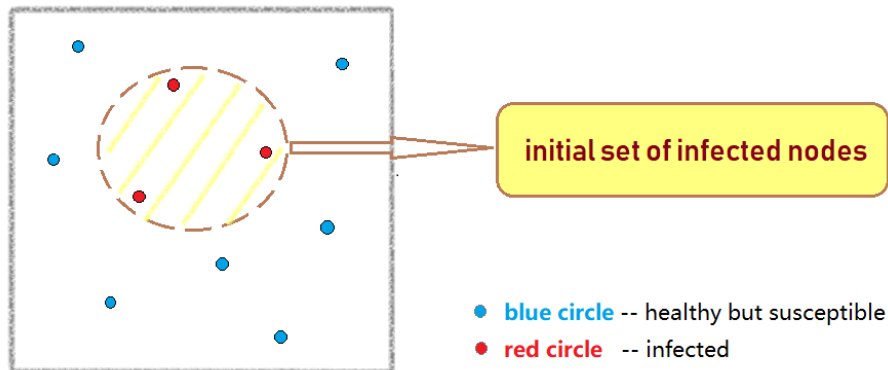 initial set of infected nodes
blue circle -- healthy but susceptible
red circle -- infected